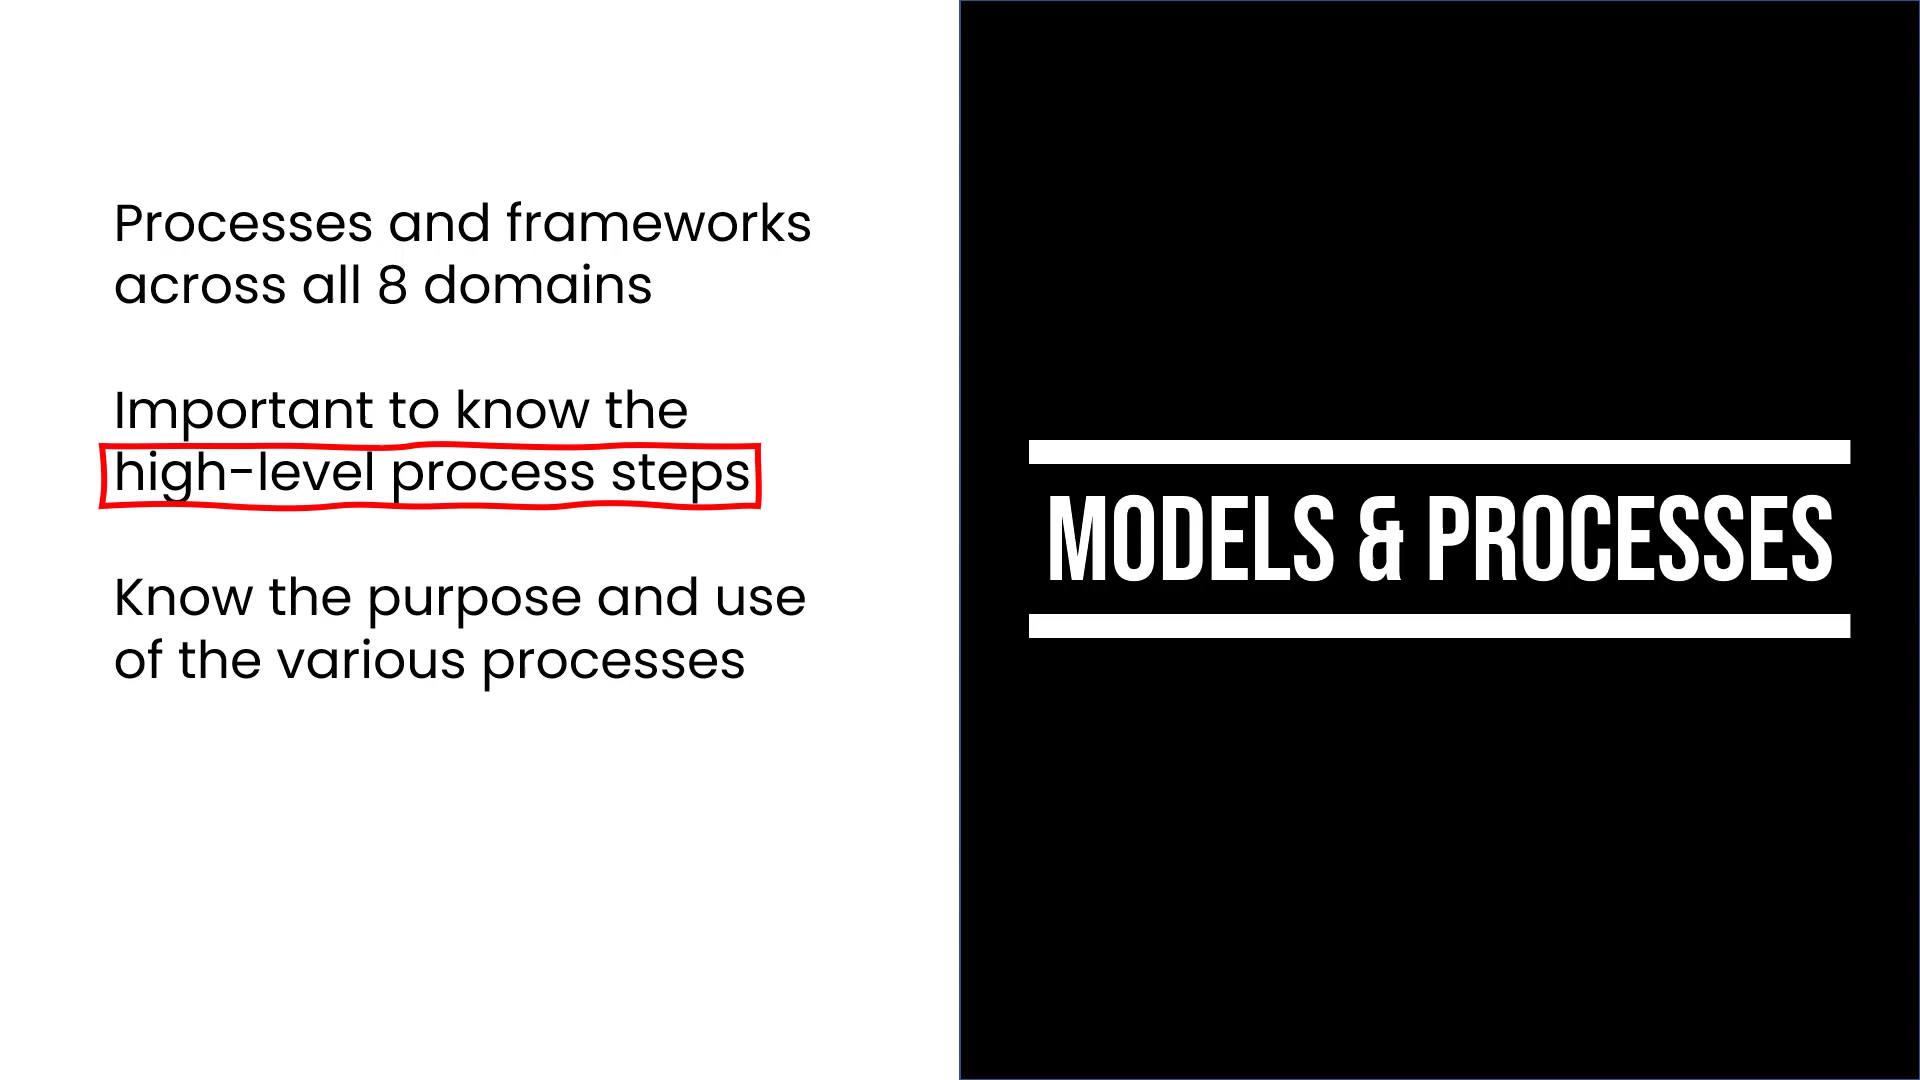 Processes and frameworks
across all 8 domains
Important to know the
high-level process steps
Know the purpose and use
of the various processes
MODELS & PROCESSES